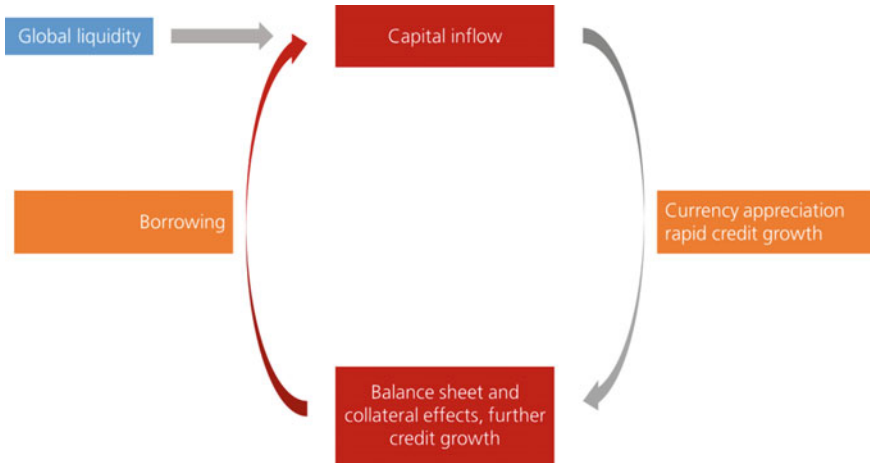 Global liquidity
Capital inflow
Borrowing
Currency appreciation
rapid credit growth
Balance sheet and
collateral effects, further
credit growth